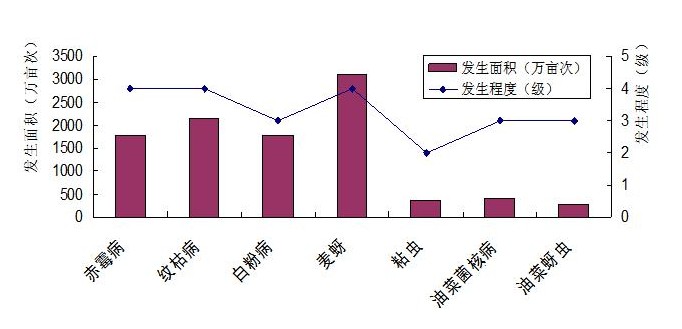 发生面积（万亩次）
3500
3000
2500
2000
1500
1000
500
0
发生面积（万亩次）
发生程度（级）
5
4
3
2
1
0
发生程度（级）
赤霉病
纹枯病
白粉病
麦蚜
粘虫
油菜菌核病
油菜蚜虫